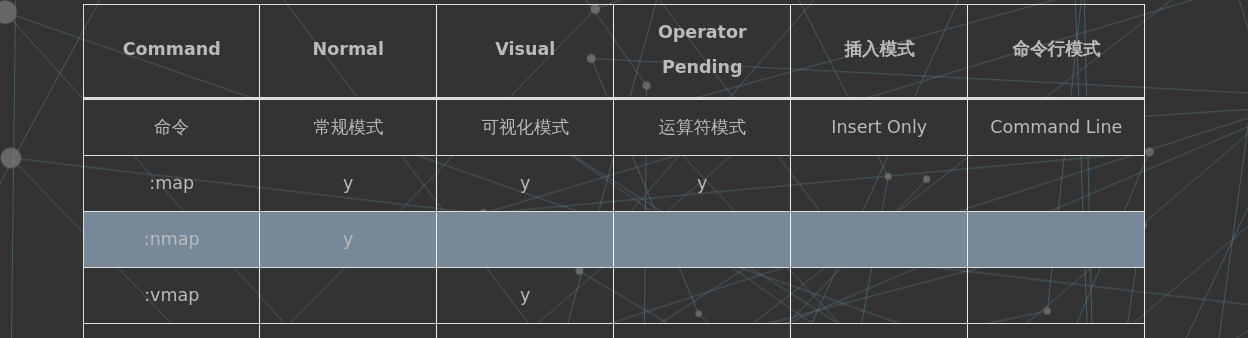 Command Normal Visual Operator Pending 插入模式 命令行模式
命令 常规模式 可视化模式 运算符模式 Insert Only Command Line
:map y y y
:nmap y
:vmap y